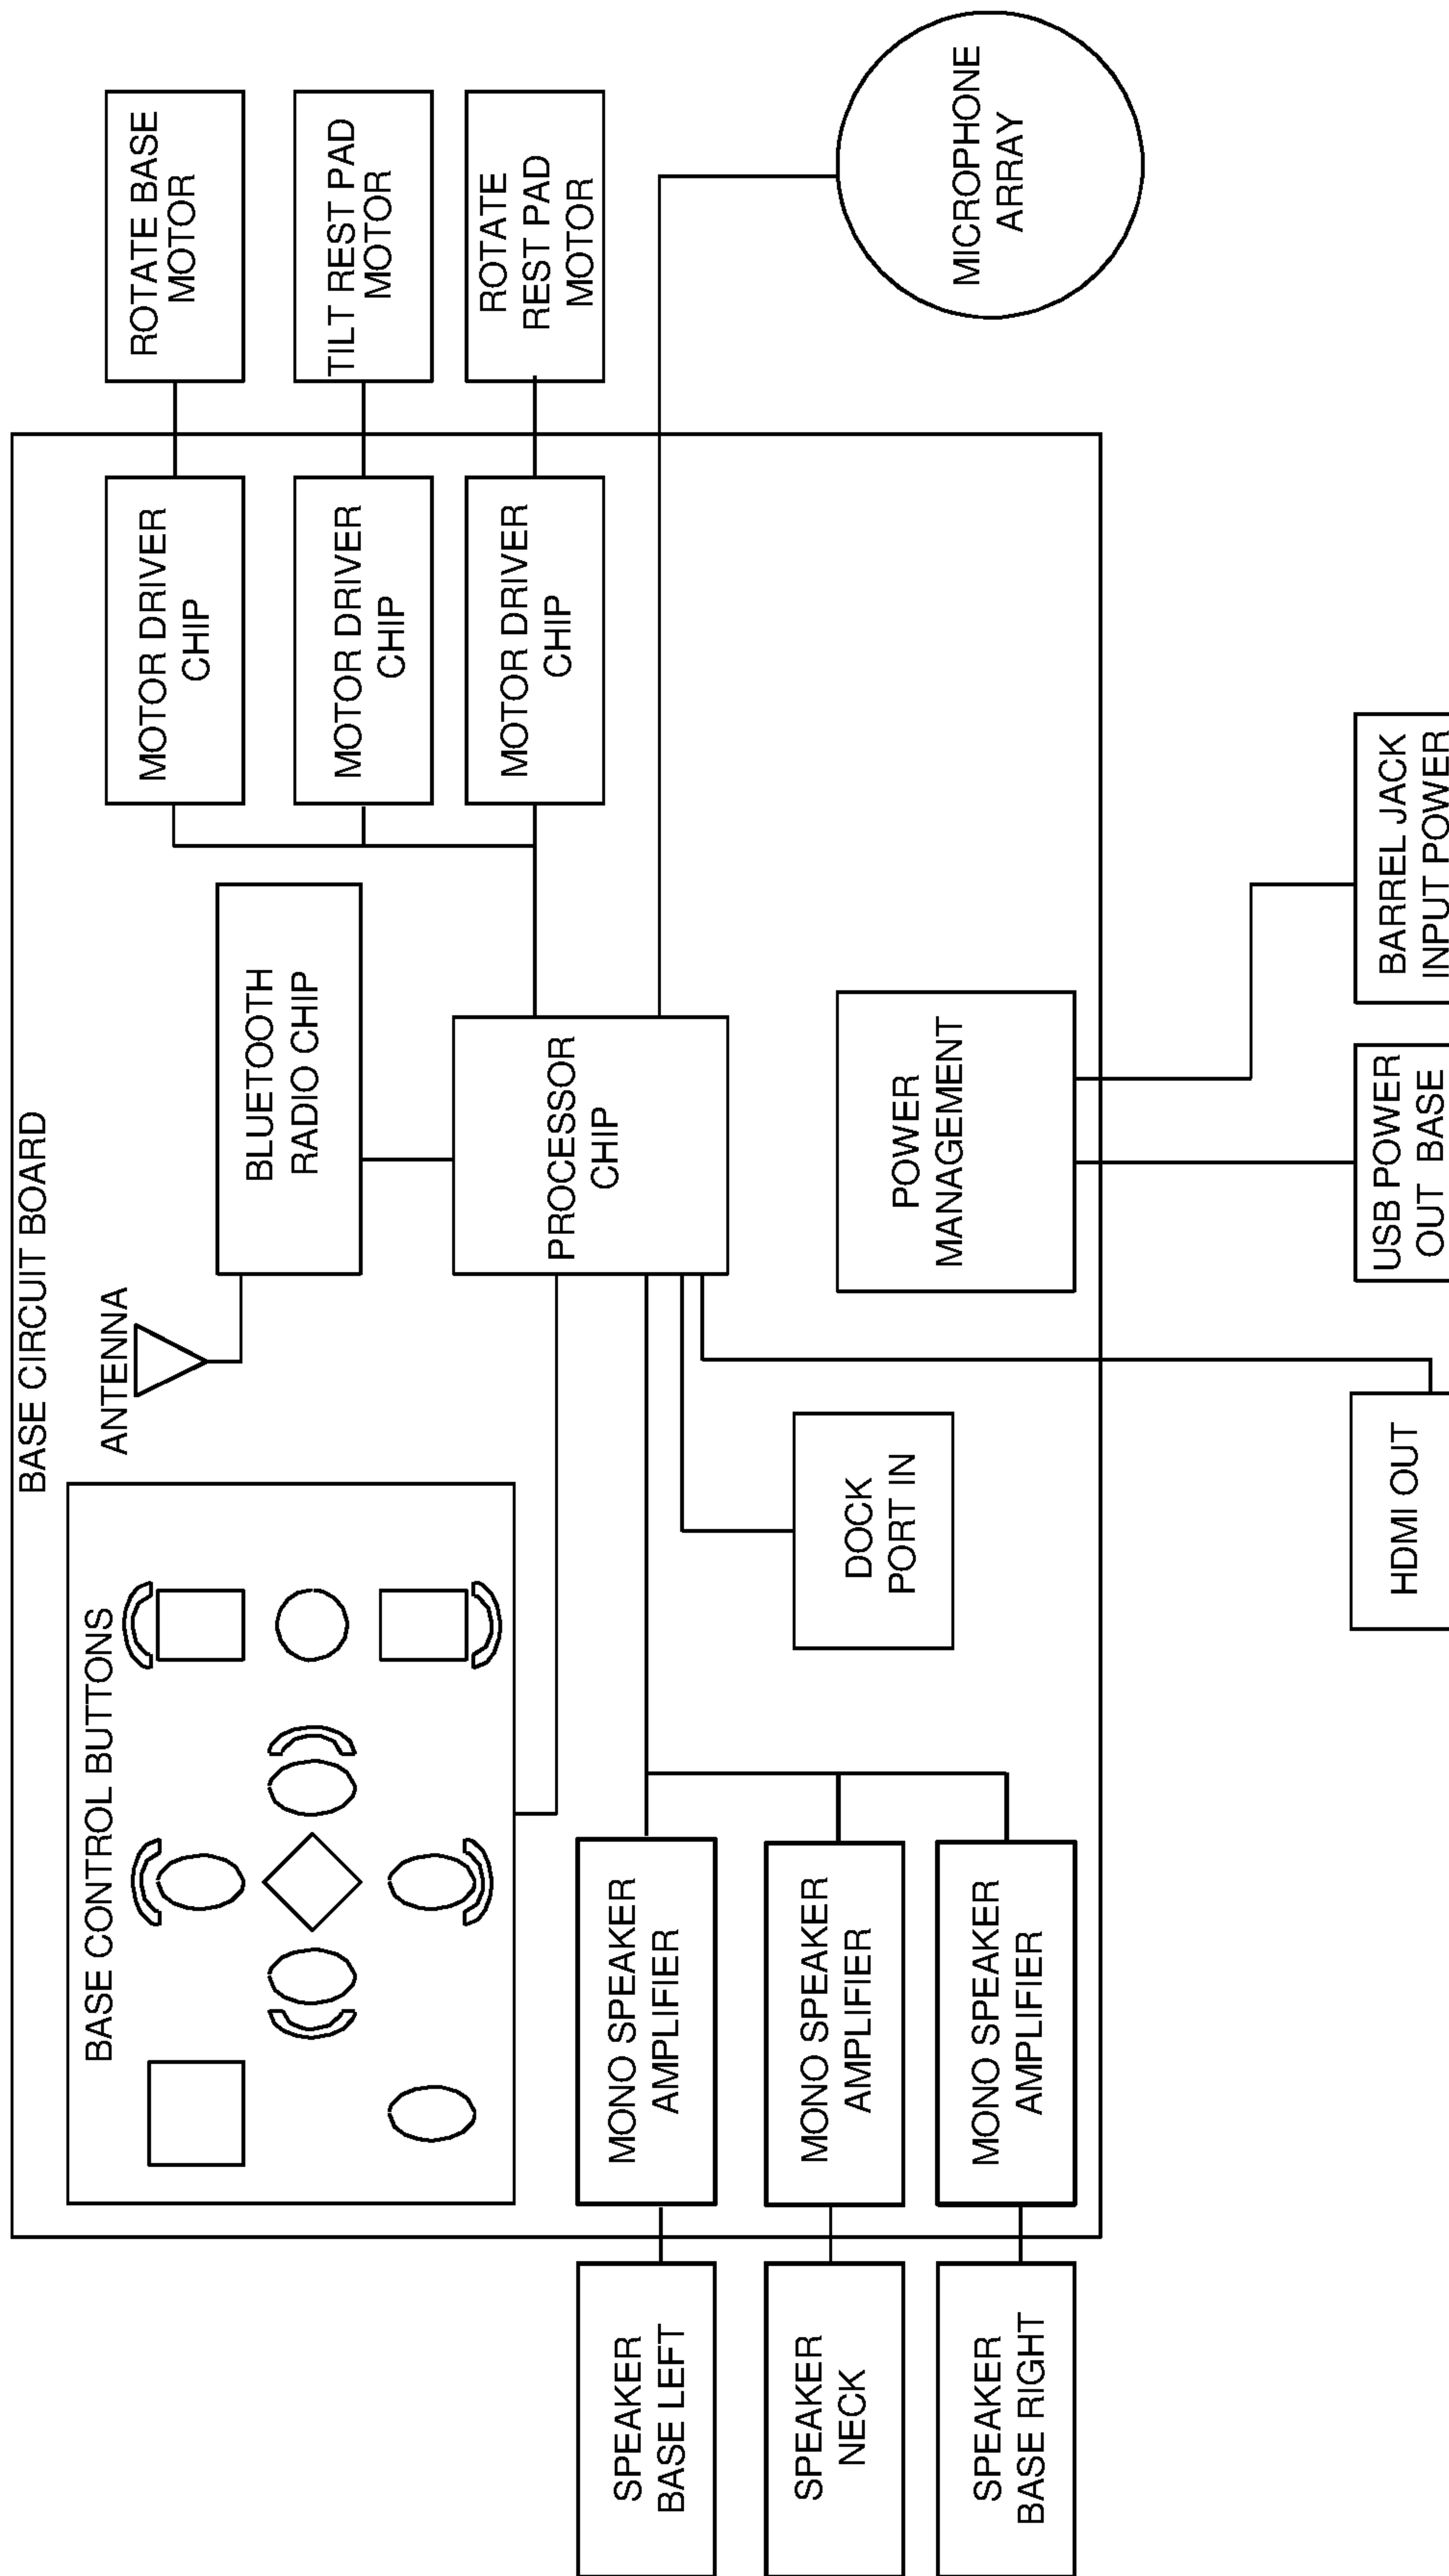 BASE CIRCUIT BOARD
BASE CONTROL BUTTONS
ANTENNA
BLUETOOTH
RADIO CHIP
MOTOR DRIVER
CHIP
ROTATE BASE
MOTOR
MOTOR DRIVER
CHIP
TILT REST PAD
MOTOR
MOTOR DRIVER
CHIP
ROTATE
REST PAD
MOTOR
PROCESSOR
CHIP
SPEAKER
BASE LEFT
MONO SPEAKER
AMPLIFIER
SPEAKER
NECK
MONO SPEAKER
AMPLIFIER
SPEAKER
BASE RIGHT
MONO SPEAKER
AMPLIFIER
DOCK
PORT IN
POWER
MANAGEMENT
MICROPHONE
ARRAY
HDMI OUT
USB POWER
OUT BASE
BARREL JACK
INPUT POWER